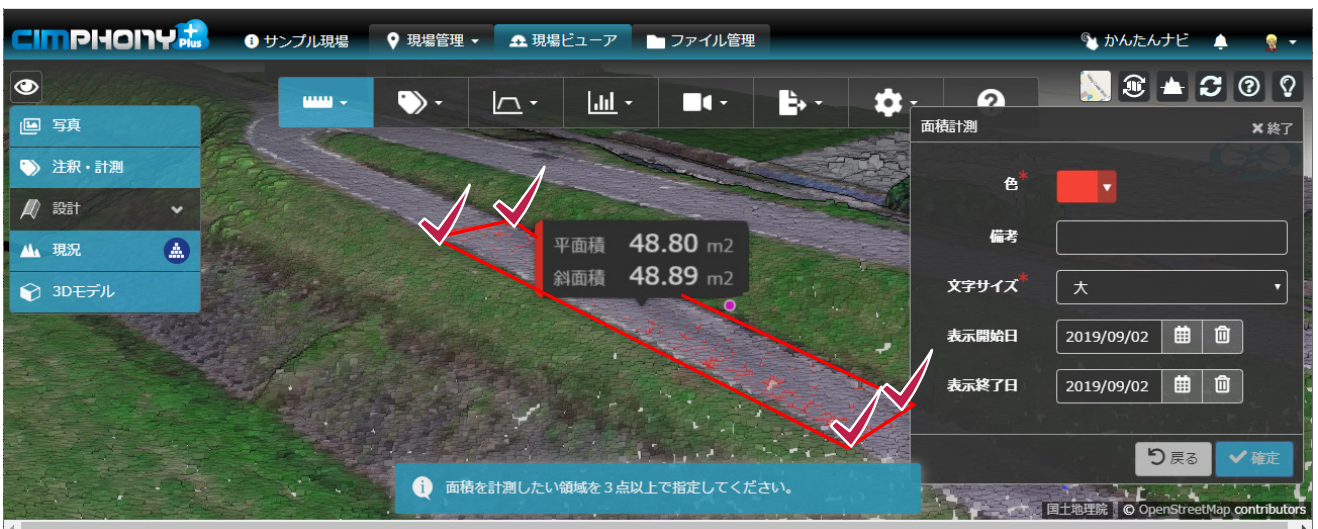 CIMPHONY Plus
サンプル現場
現場管理
現場ビューア
ファイル管理
かんたんナビ
写真
注釈・計測
設計
現況
3Dモデル
平面積 48.80 m2
斜面積 48.89 m2
面積計測
終了
色*
備考
文字サイズ* 大
表示開始日 2019/09/02
表示終了日 2019/09/02
戻る
確定
面積を計測したい領域を3点以上で指定してください。
国土地理院 © OpenStreetMap contributors